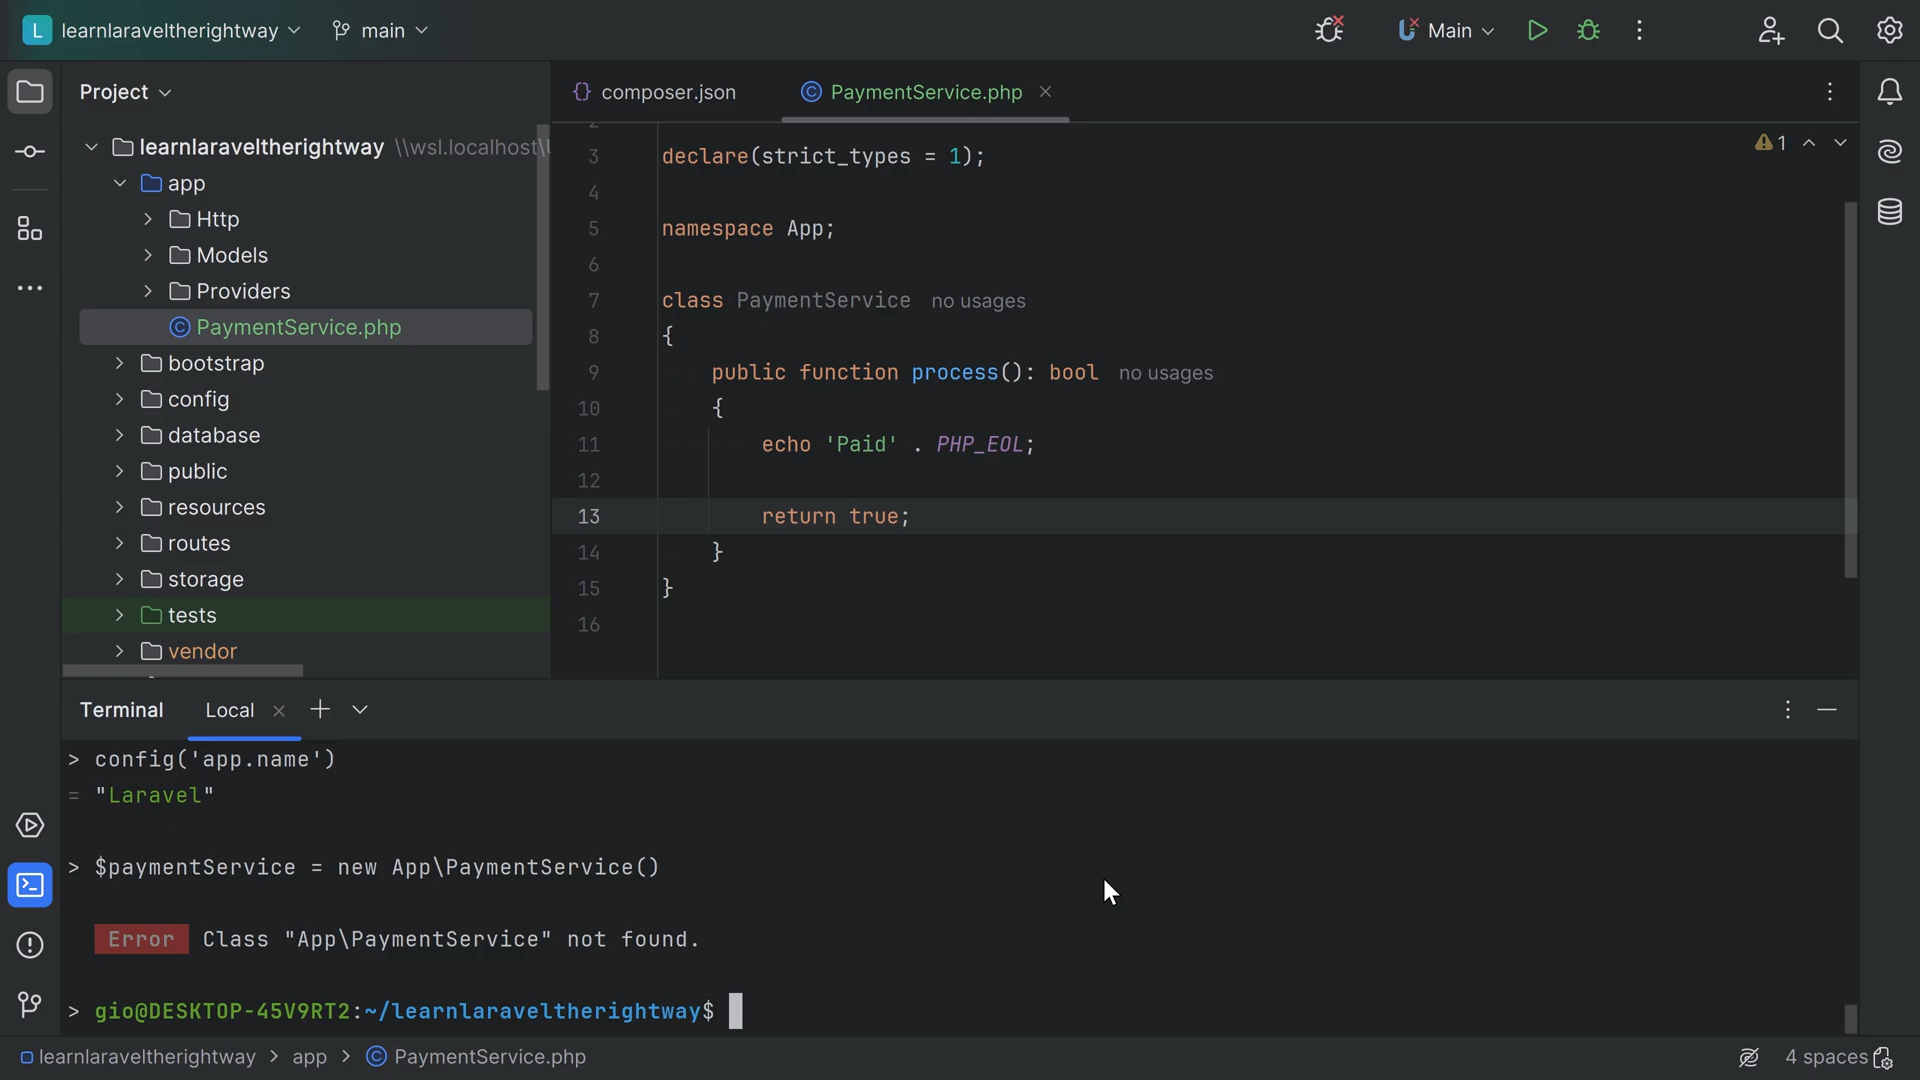 L learnlaraveltherightway main Main
Project
composer.json PaymentService.php
learnlaraveltherightway \\wsl.localhost\U
app
Http
Models
Providers
PaymentService.php
bootstrap
config
database
public
resources
routes
storage
tests
vendor
1
2
3 declare(strict_types = 1);
4
5 namespace App;
6
7 class PaymentService no usages
8 {
9 public function process(): bool no usages
10 {
11 echo 'Paid' . PHP_EOL;
12
13 return true;
14 }
15 }
16
Terminal Local
> config('app.name')
= "Laravel"
> $paymentService = new App\PaymentService()
Error Class "App\PaymentService" not found.
> gio@DESKTOP-45V9RT2:~/learnlaraveltherightway$
learnlaraveltherightway > app > PaymentService.php 4 spaces